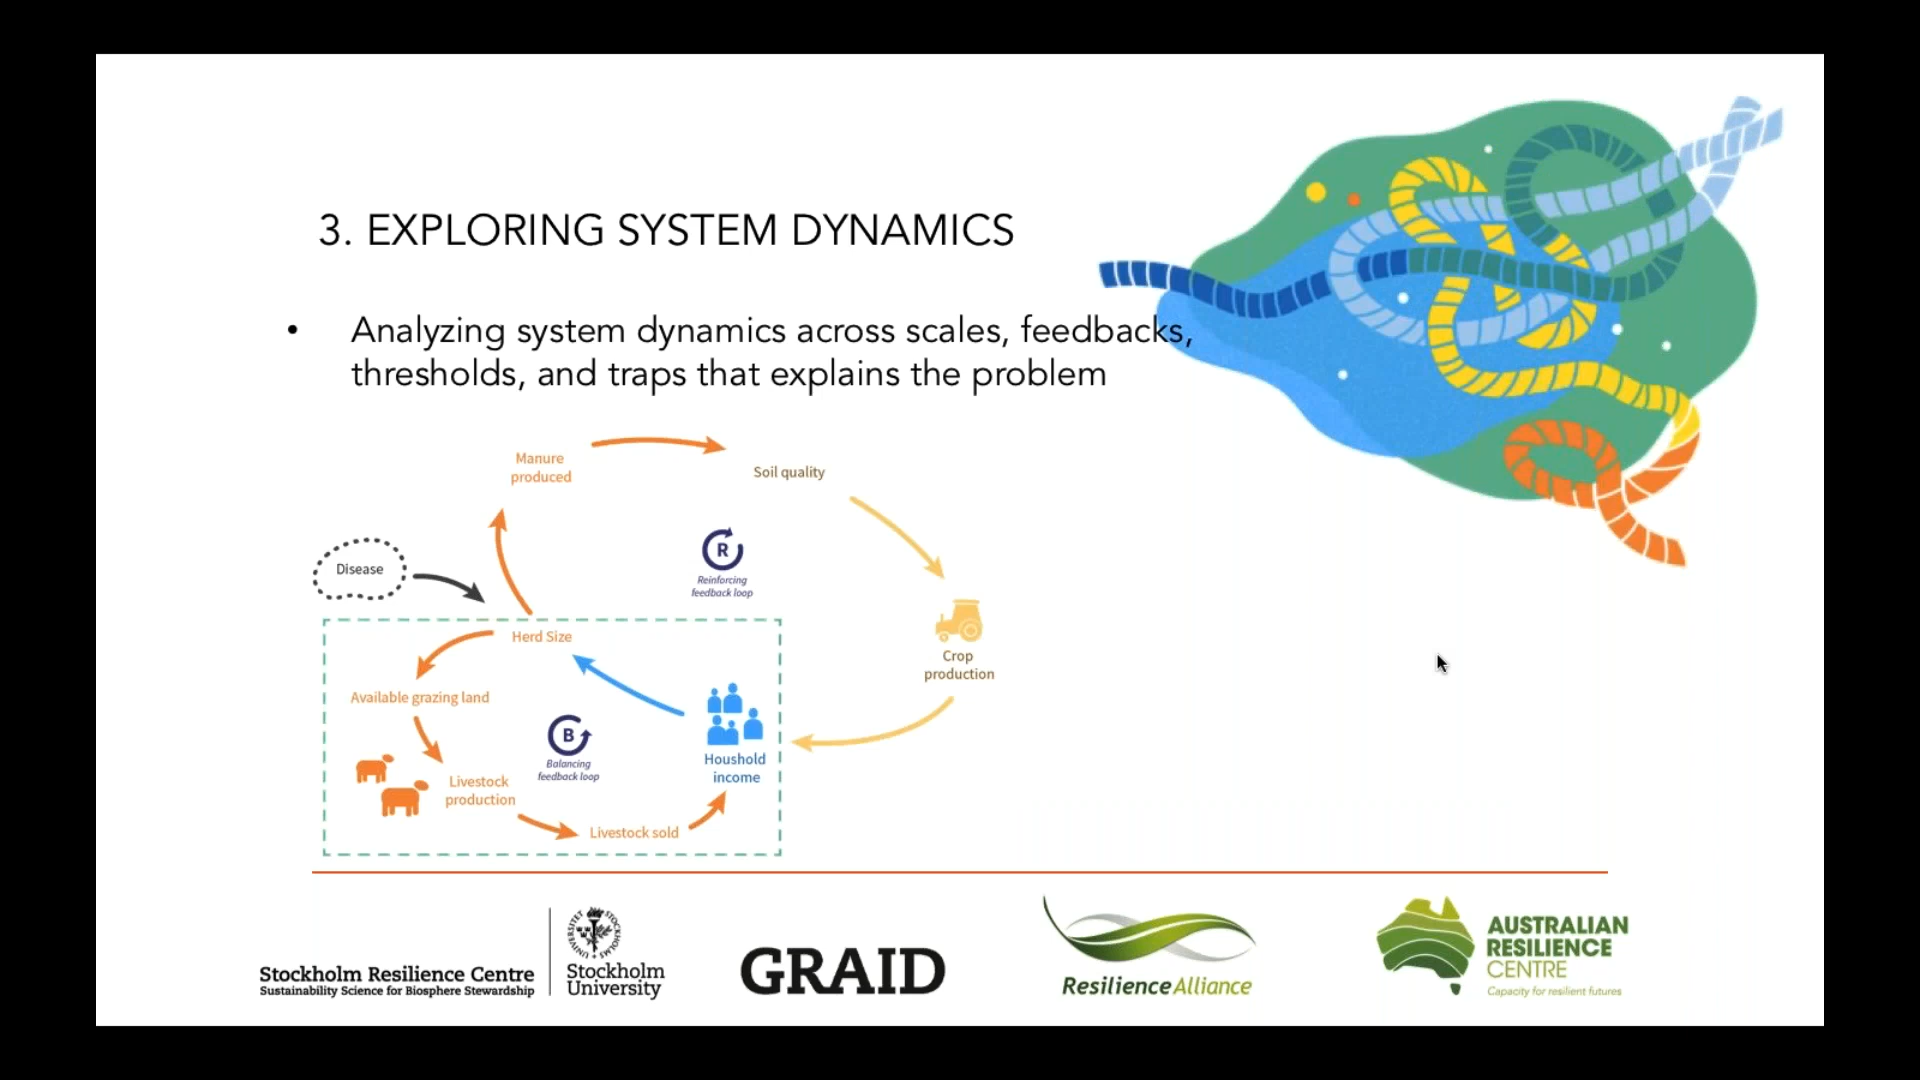 3. EXPLORING SYSTEM DYNAMICS
• Analyzing system dynamics across scales, feedbacks,
thresholds, and traps that explains the problem
Manure
produced
Soil quality
R
Reinforcing
feedback loop
Disease
Herd Size
Crop
production
Available grazing land
B
Balancing
feedback loop
Houshold
income
Livestock
production
Livestock sold
Stockholm Resilience Centre
Sustainability Science for Biosphere Stewardship
Stockholm
University
GRAID
ResilienceAlliance
AUSTRALIAN
RESILIENCE
CENTRE
Capacity for resilient futures